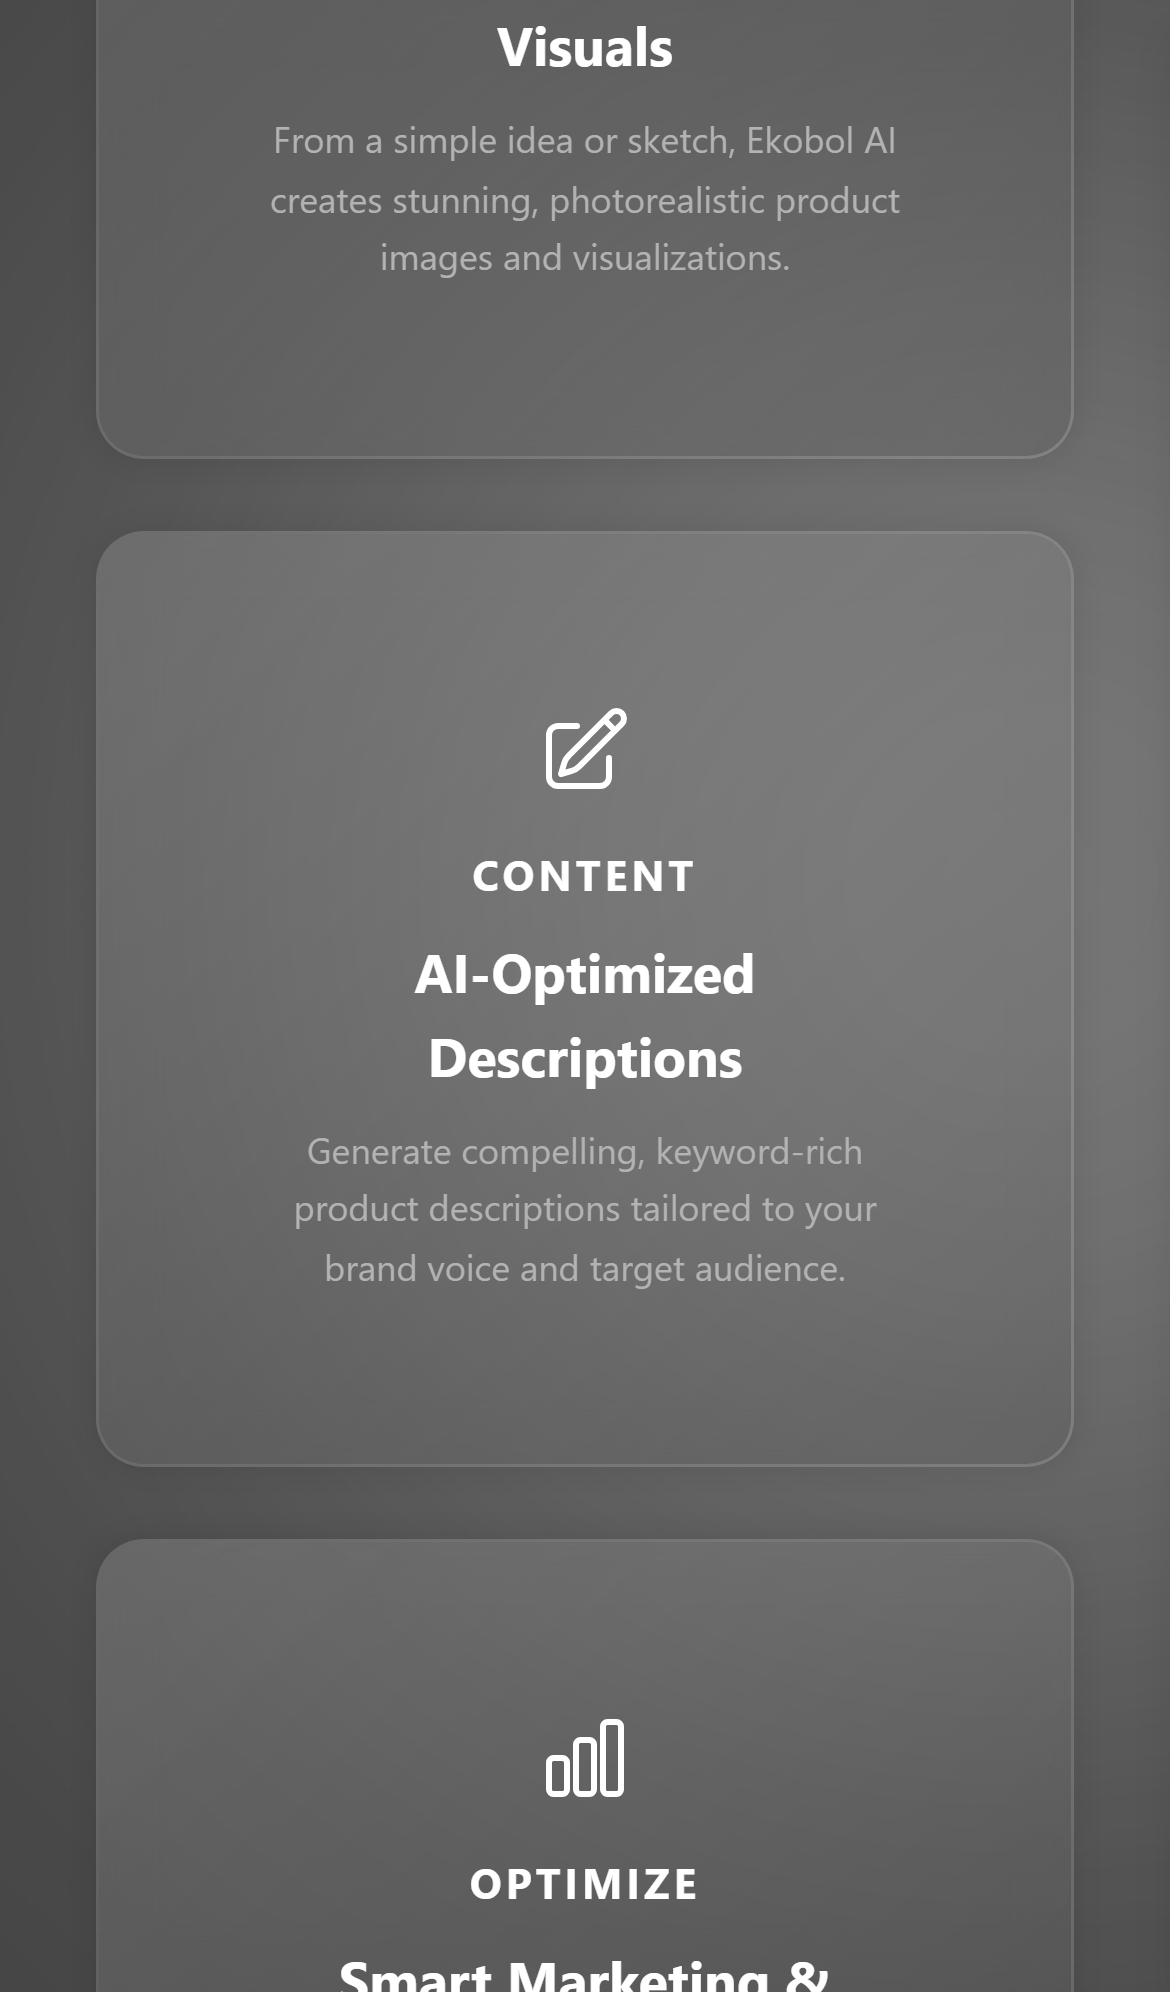 Visuals
From a simple idea or sketch, Ekobol AI
creates stunning, photorealistic product
images and visualizations.
CONTENT
AI-Optimized
Descriptions
Generate compelling, keyword-rich
product descriptions tailored to your
brand voice and target audience.
OPTIMIZE
Smart Marketing &